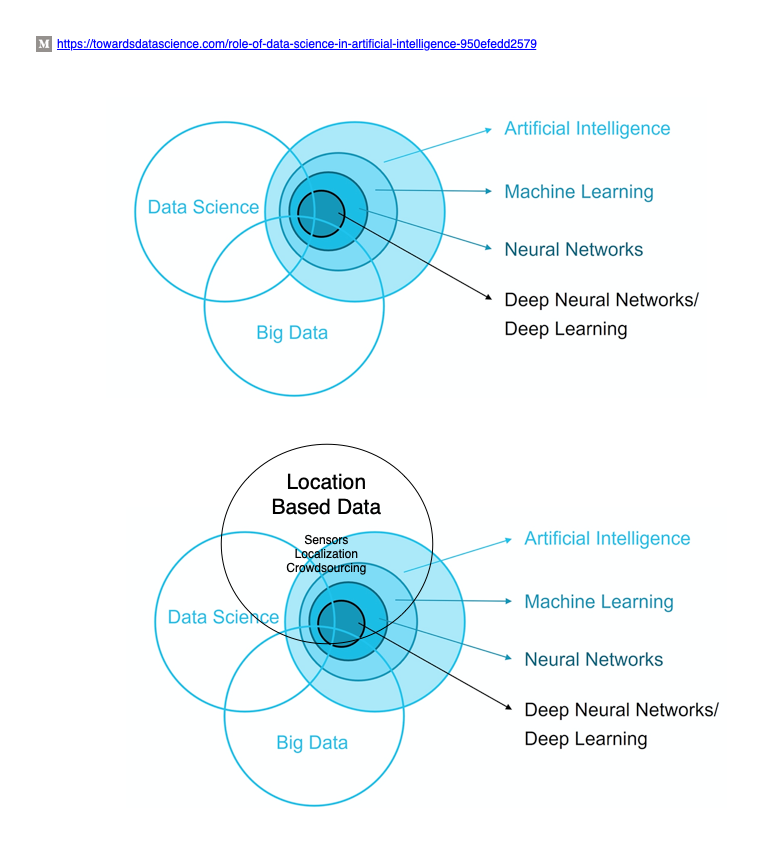 M https://towardsdatascience.com/role-of-data-science-in-artificial-intelligence-950efedd2579
Artificial Intelligence
Machine Learning
Data Science
Neural Networks
Deep Neural Networks/
Deep Learning
Big Data
Location
Based Data
Sensors
Localization
Crowdsourcing
Artificial Intelligence
Machine Learning
Data Science
Neural Networks
Deep Neural Networks/
Deep Learning
Big Data